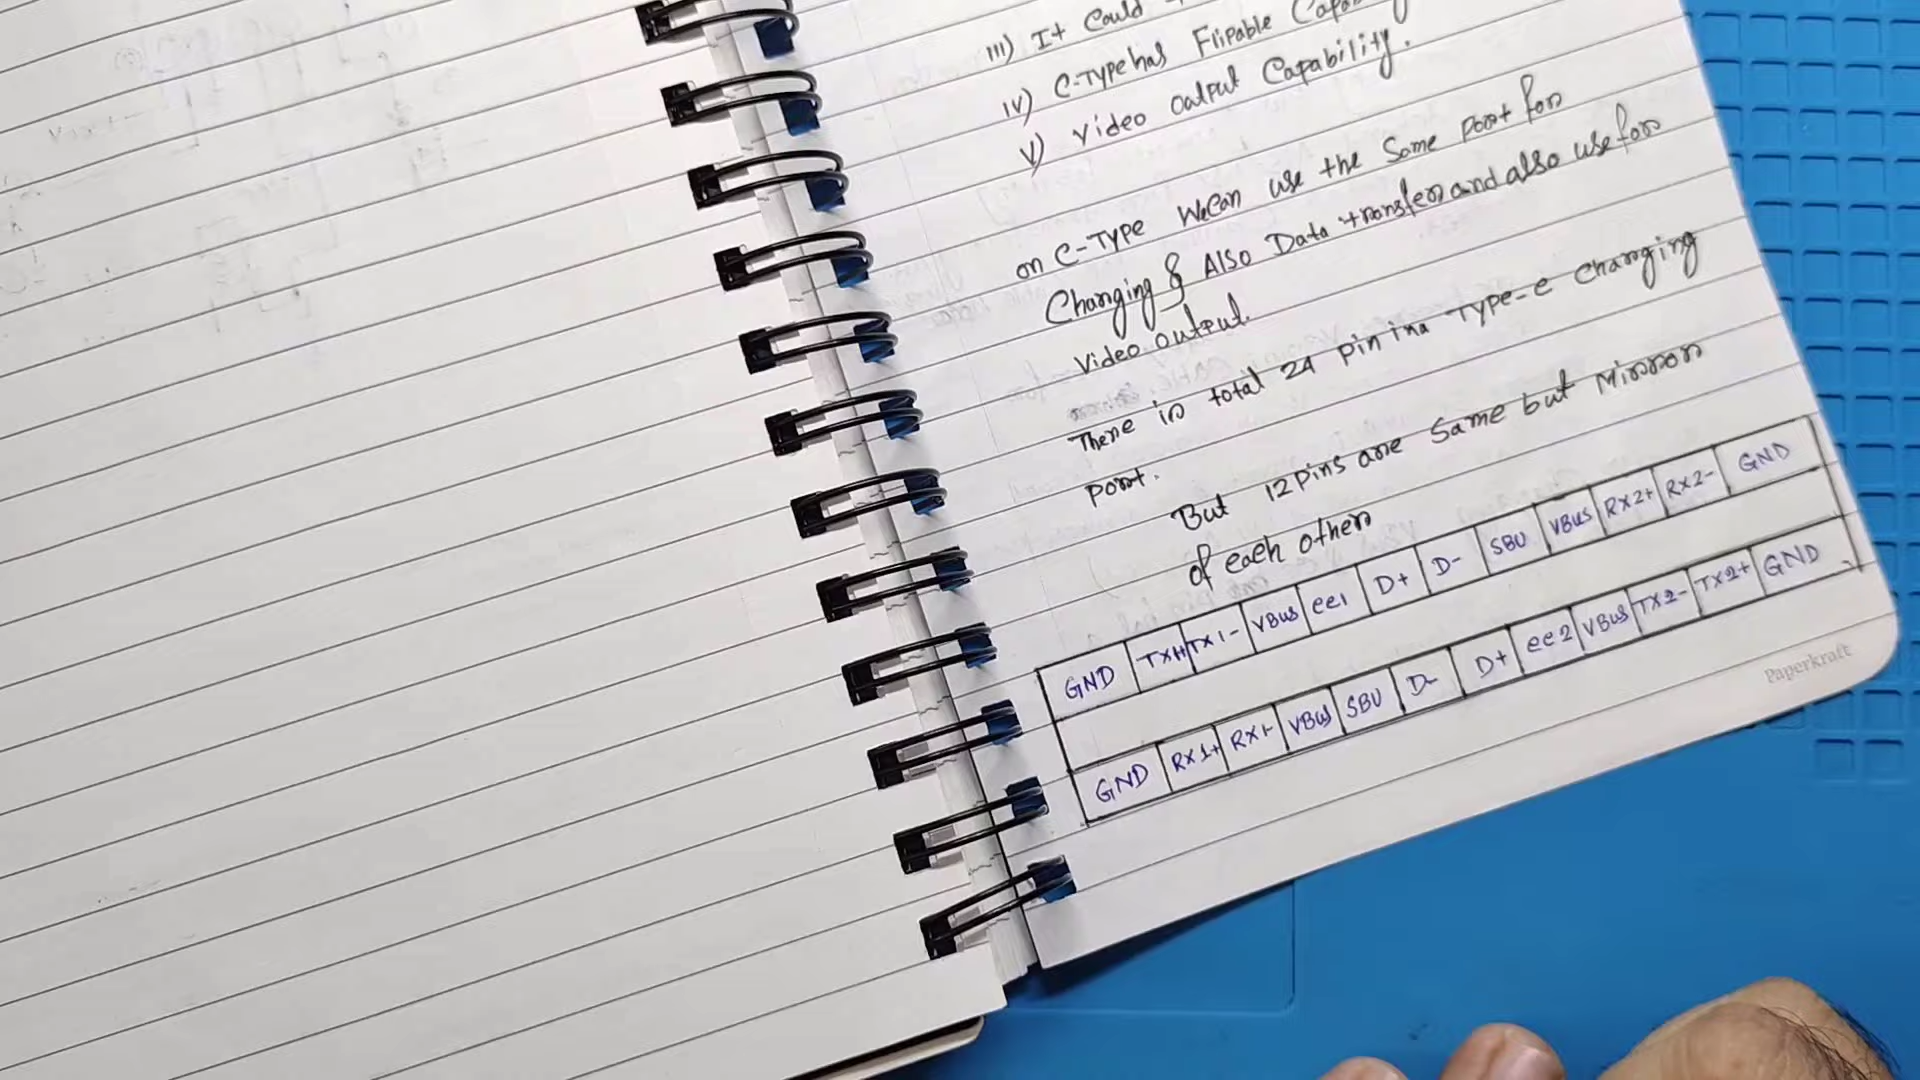 III) It Could
IV) C-Type has Flipable
V) Video output Capability.
on C-Type WeCan use the Same port for
Charging & Also Data transfer and also use for
Video output.
There is total 24 pin ina Type-c Charging
port.
But 12 pins are Same but Mirror
of each other
GND TX1+ TX1- VBus cc1 D+ D- SBU VBUS RX2+ RX2- GND
GND RX1+ RX1- VBus SBU D- D+ cc2 VBus TX2- TX2+ GND
Paperkraft